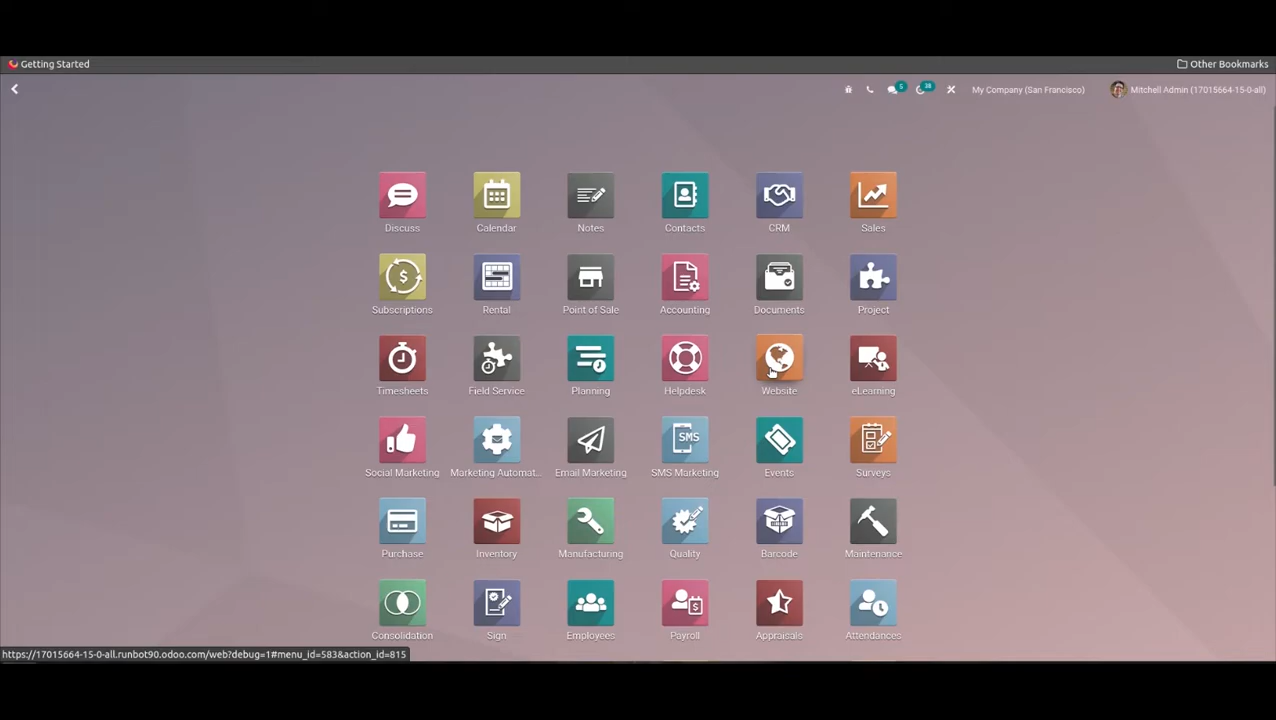 Getting Started Other Bookmarks
5 38 My Company (San Francisco) Mitchell Admin (17015664-15-0-all)
Discuss Calendar Notes Contacts CRM Sales
Subscriptions Rental Point of Sale Accounting Documents Project
Timesheets Field Service Planning Helpdesk Website eLearning
SMS
Social Marketing Marketing Automat... Email Marketing SMS Marketing Events Surveys
Purchase Inventory Manufacturing Quality Barcode Maintenance
Consolidation Sign Employees Payroll Appraisals Attendances
https://17015664-15-0-all.runbot90.odoo.com/web?debug=1#menu_id=583&action_id=815